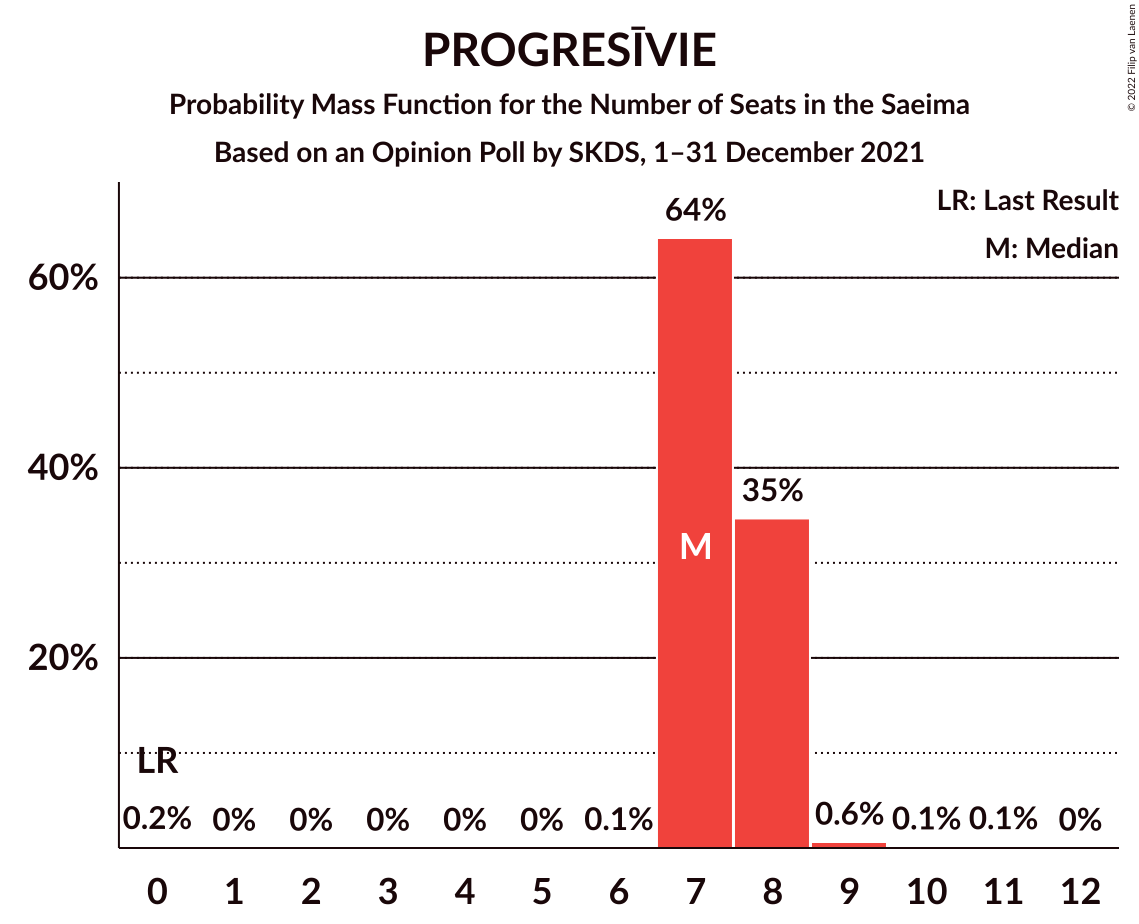 PROGRESĪVIE
Probability Mass Function for the Number of Seats in the Saeima
Based on an Opinion Poll by SKDS, 1–31 December 2021
© 2022 Filip van Laenen
LR: Last Result
M: Median
64%
60%
40%
35%
M
20%
LR
0.2% 0% 0% 0% 0% 0% 0.1% 0.6% 0.1% 0.1% 0%
0 1 2 3 4 5 6 7 8 9 10 11 12